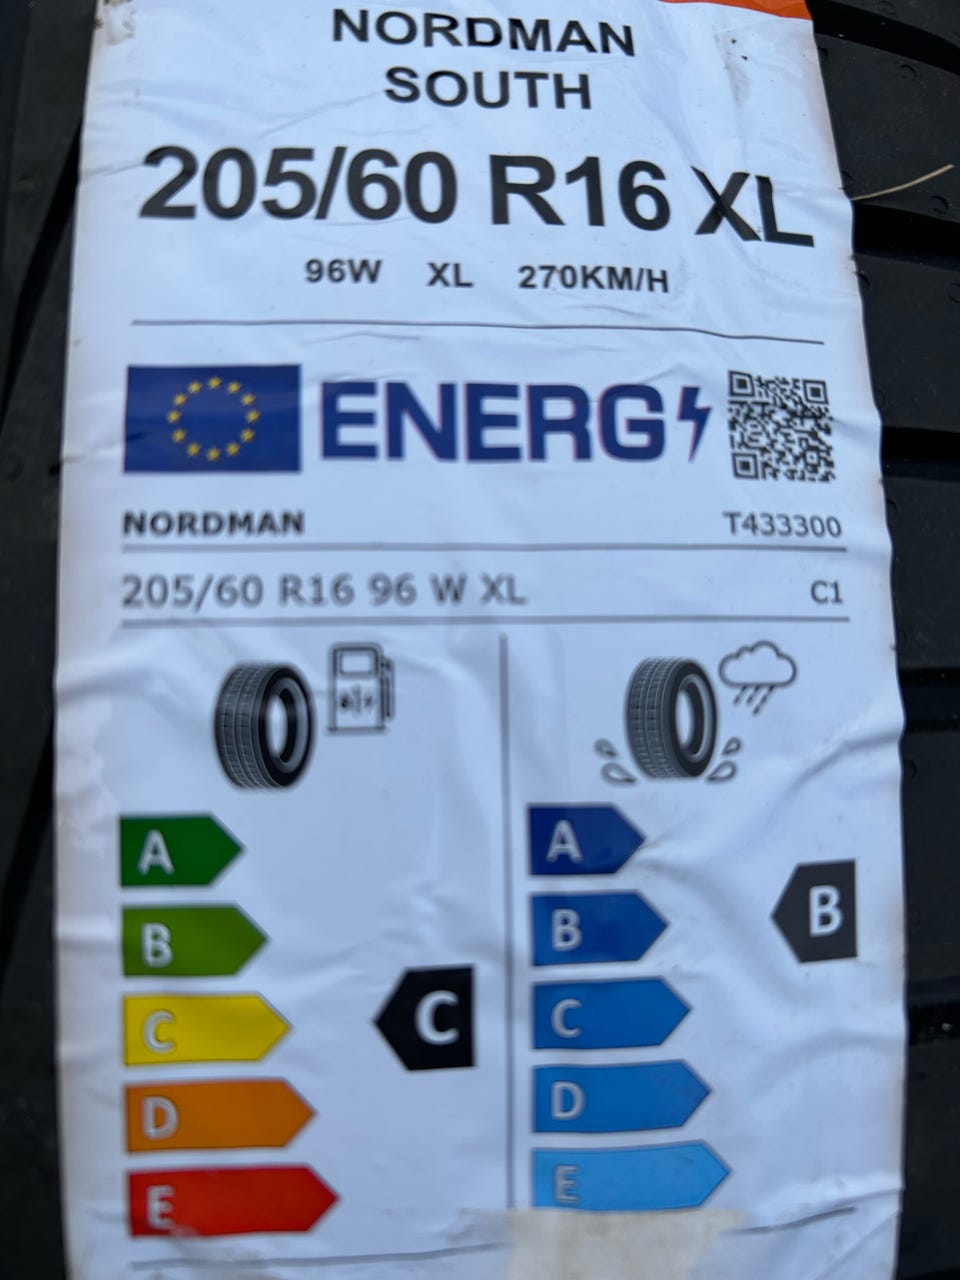 NORDMAN
SOUTH
205/60 R16 XL
96W XL 270KM/H
ENERG
NORDMAN T433300
205/60 R16 96 W XL C1
A A
B B B
C C C
D D
E E